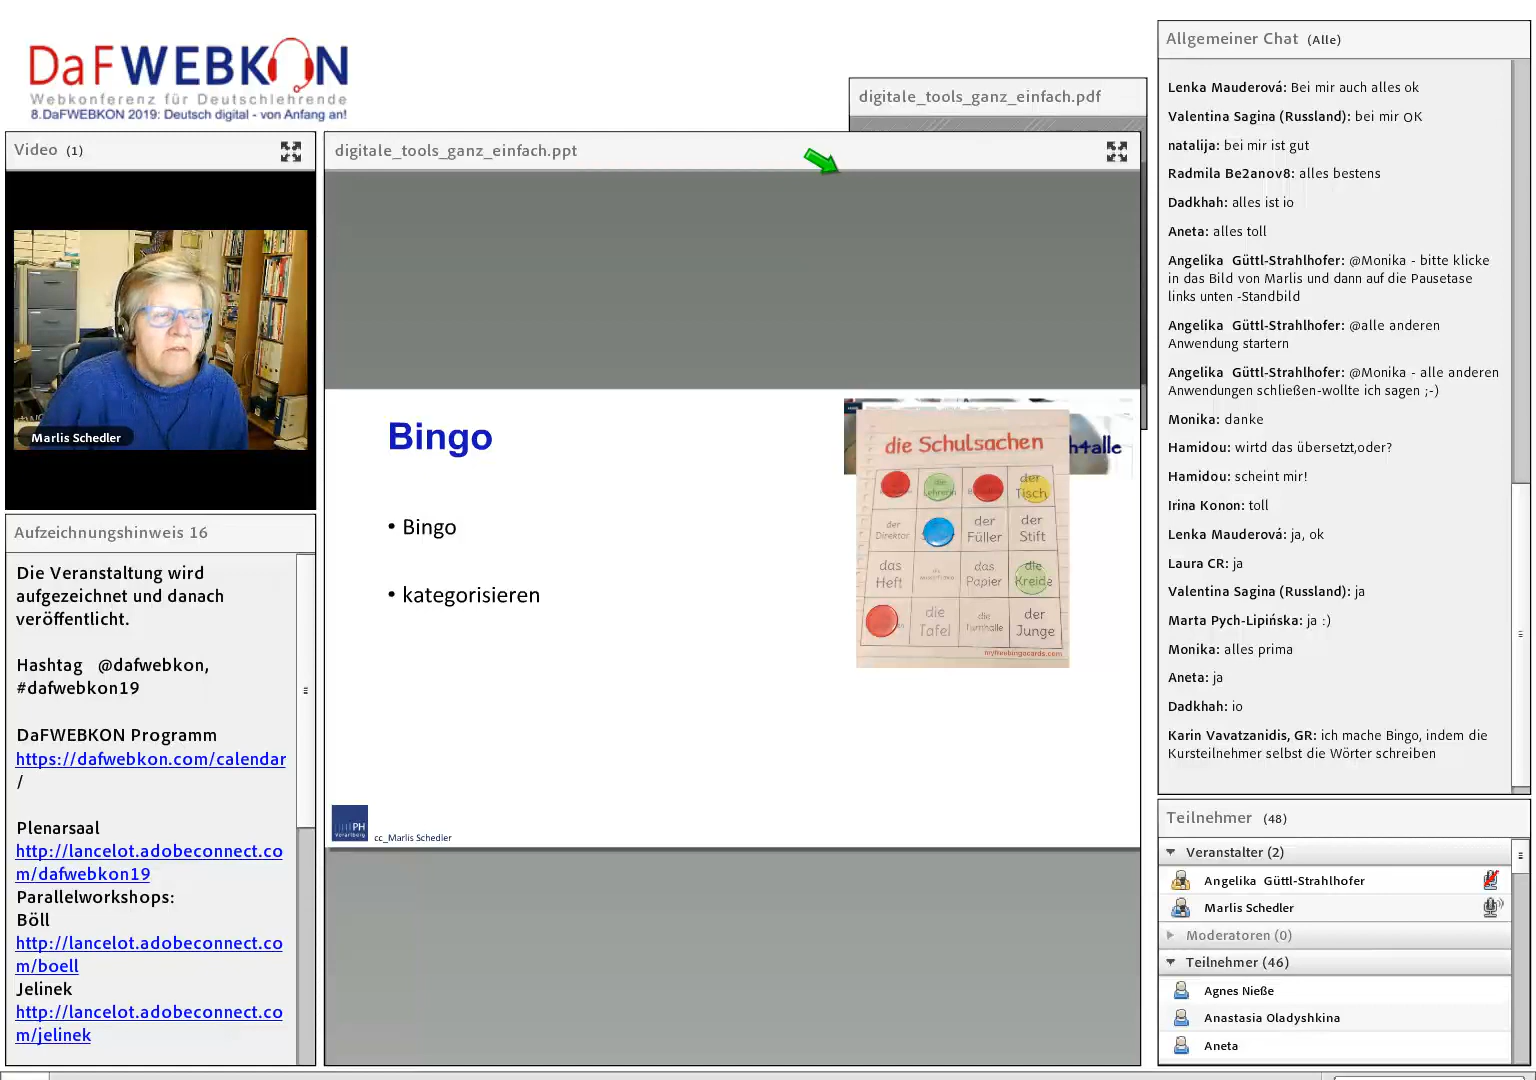 DaFWEBKON
Webkonferenz für Deutschlehrende
8.DaFWEBKON 2019: Deutsch digital - von Anfang an!
Video (1)
Marlis Schedler
Aufzeichnungshinweis 16
Die Veranstaltung wird
aufgezeichnet und danach
veröffentlicht.
Hashtag @dafwebkon,
#dafwebkon19
DaFWEBKON Programm
https://dafwebkon.com/calendar
/
Plenarsaal
http://lancelot.adobeconnect.co
m/dafwebkon19
Parallelworkshops:
Böll
http://lancelot.adobeconnect.co
m/boell
Jelinek
http://lancelot.adobeconnect.co
m/jelinek
digitale_tools_ganz_einfach.pdf
digitale_tools_ganz_einfach.ppt
Bingo
• Bingo
• kategorisieren
h4alle
die Schulsachen
die Lehrerin
der Tisch
der Direktor
der Füller
der Stift
das Heft
das Papier
die Kreide
die Tafel
die Turnhalle
der Junge
myfreebingocards.com
PH
Vorarlberg
cc_Marlis Schedler
Allgemeiner Chat (Alle)
Lenka Mauderová: Bei mir auch alles ok
Valentina Sagina (Russland): bei mir OK
natalija: bei mir ist gut
Radmila Be2anov8: alles bestens
Dadkhah: alles ist io
Aneta: alles toll
Angelika Güttl-Strahlhofer: @Monika - bitte klicke
in das Bild von Marlis und dann auf die Pausetase
links unten -Standbild
Angelika Güttl-Strahlhofer: @alle anderen
Anwendung startern
Angelika Güttl-Strahlhofer: @Monika - alle anderen
Anwendungen schließen-wollte ich sagen ;-)
Monika: danke
Hamidou: wirtd das übersetzt,oder?
Hamidou: scheint mir!
Irina Konon: toll
Lenka Mauderová: ja, ok
Laura CR: ja
Valentina Sagina (Russland): ja
Marta Pych-Lipińska: ja :)
Monika: alles prima
Aneta: ja
Dadkhah: io
Karin Vavatzanidis, GR: ich mache Bingo, indem die
Kursteilnehmer selbst die Wörter schreiben
Teilnehmer (48)
Veranstalter (2)
Angelika Güttl-Strahlhofer
Marlis Schedler
Moderatoren (0)
Teilnehmer (46)
Agnes Nieße
Anastasia Oladyshkina
Aneta